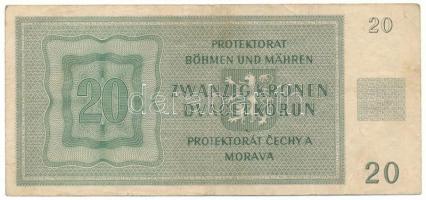 20
PROTEKTORAT
BÖHMEN UND MÄHREN
20
ZWANZIG KRONEN
DVACET KORUN
PROTEKTORÁT ČECHY A
MORAVA
20